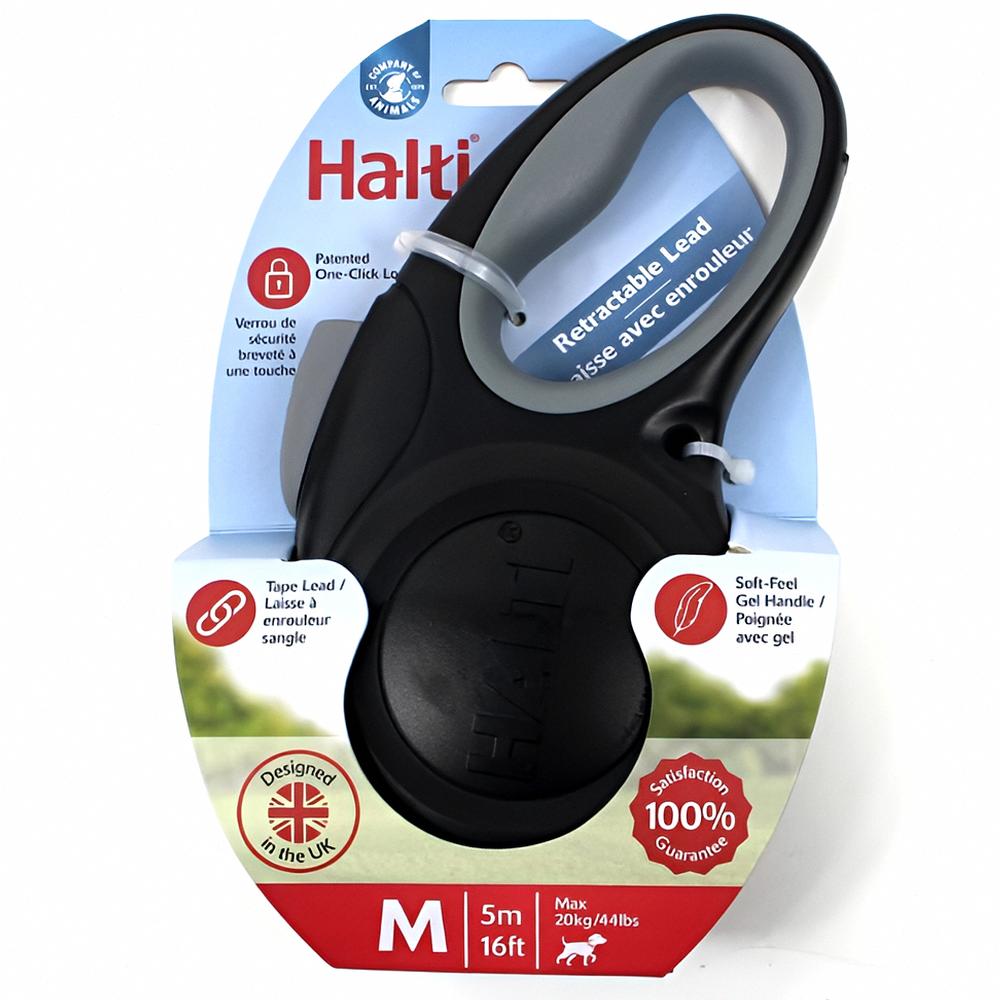 COMPANY OF
EST. 1979
ANIMALS
Halti®
Patented
One-Click
Verrou de
sécurité
breveté à
une touche
Retractable Lead
aisse avec enrouleur
HALTI®
Tape Lead /
Laisse à
enrouleur
sangle
Soft-Feel
Gel Handle /
Poignée
avec gel
Designed
in the UK
Satisfaction
100%
Guarantee
M
5m
16ft
Max
20kg/44lbs